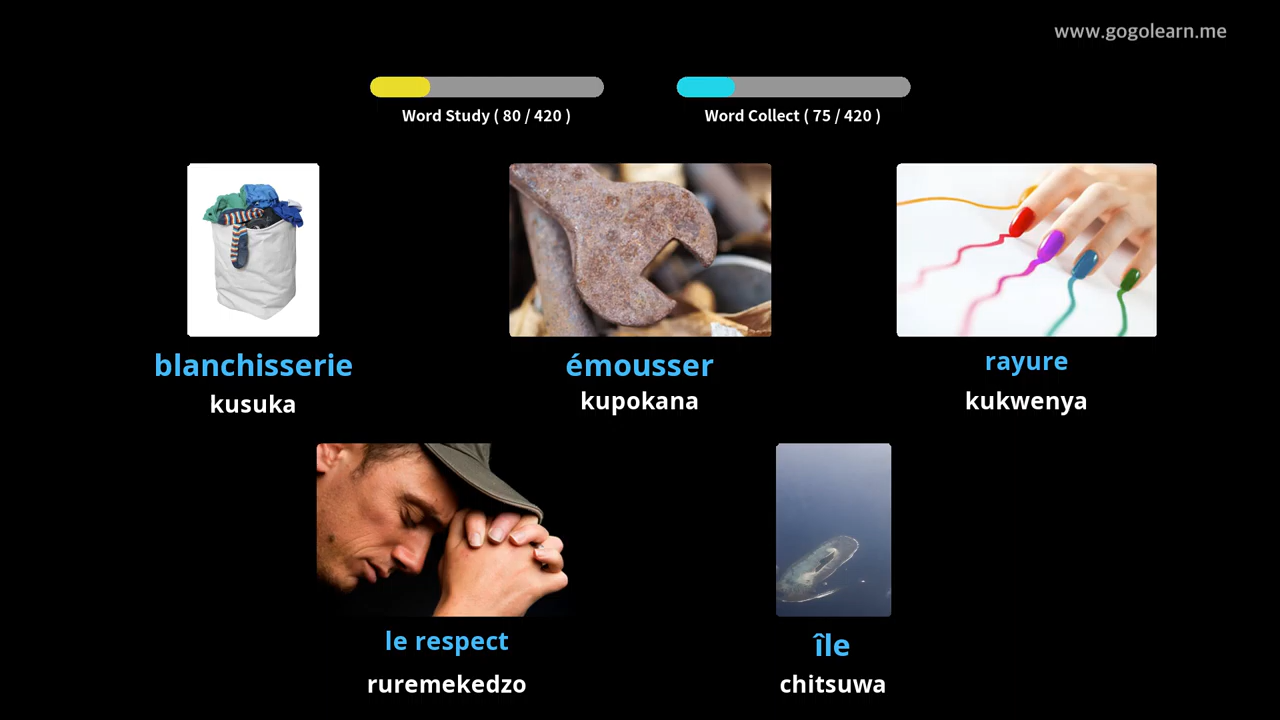 www.gogolearn.me
Word Study ( 80 / 420 )
Word Collect ( 75 / 420 )
blanchisserie
kusuka
émousser
kupokana
rayure
kukwenya
le respect
ruremekedzo
île
chitsuwa